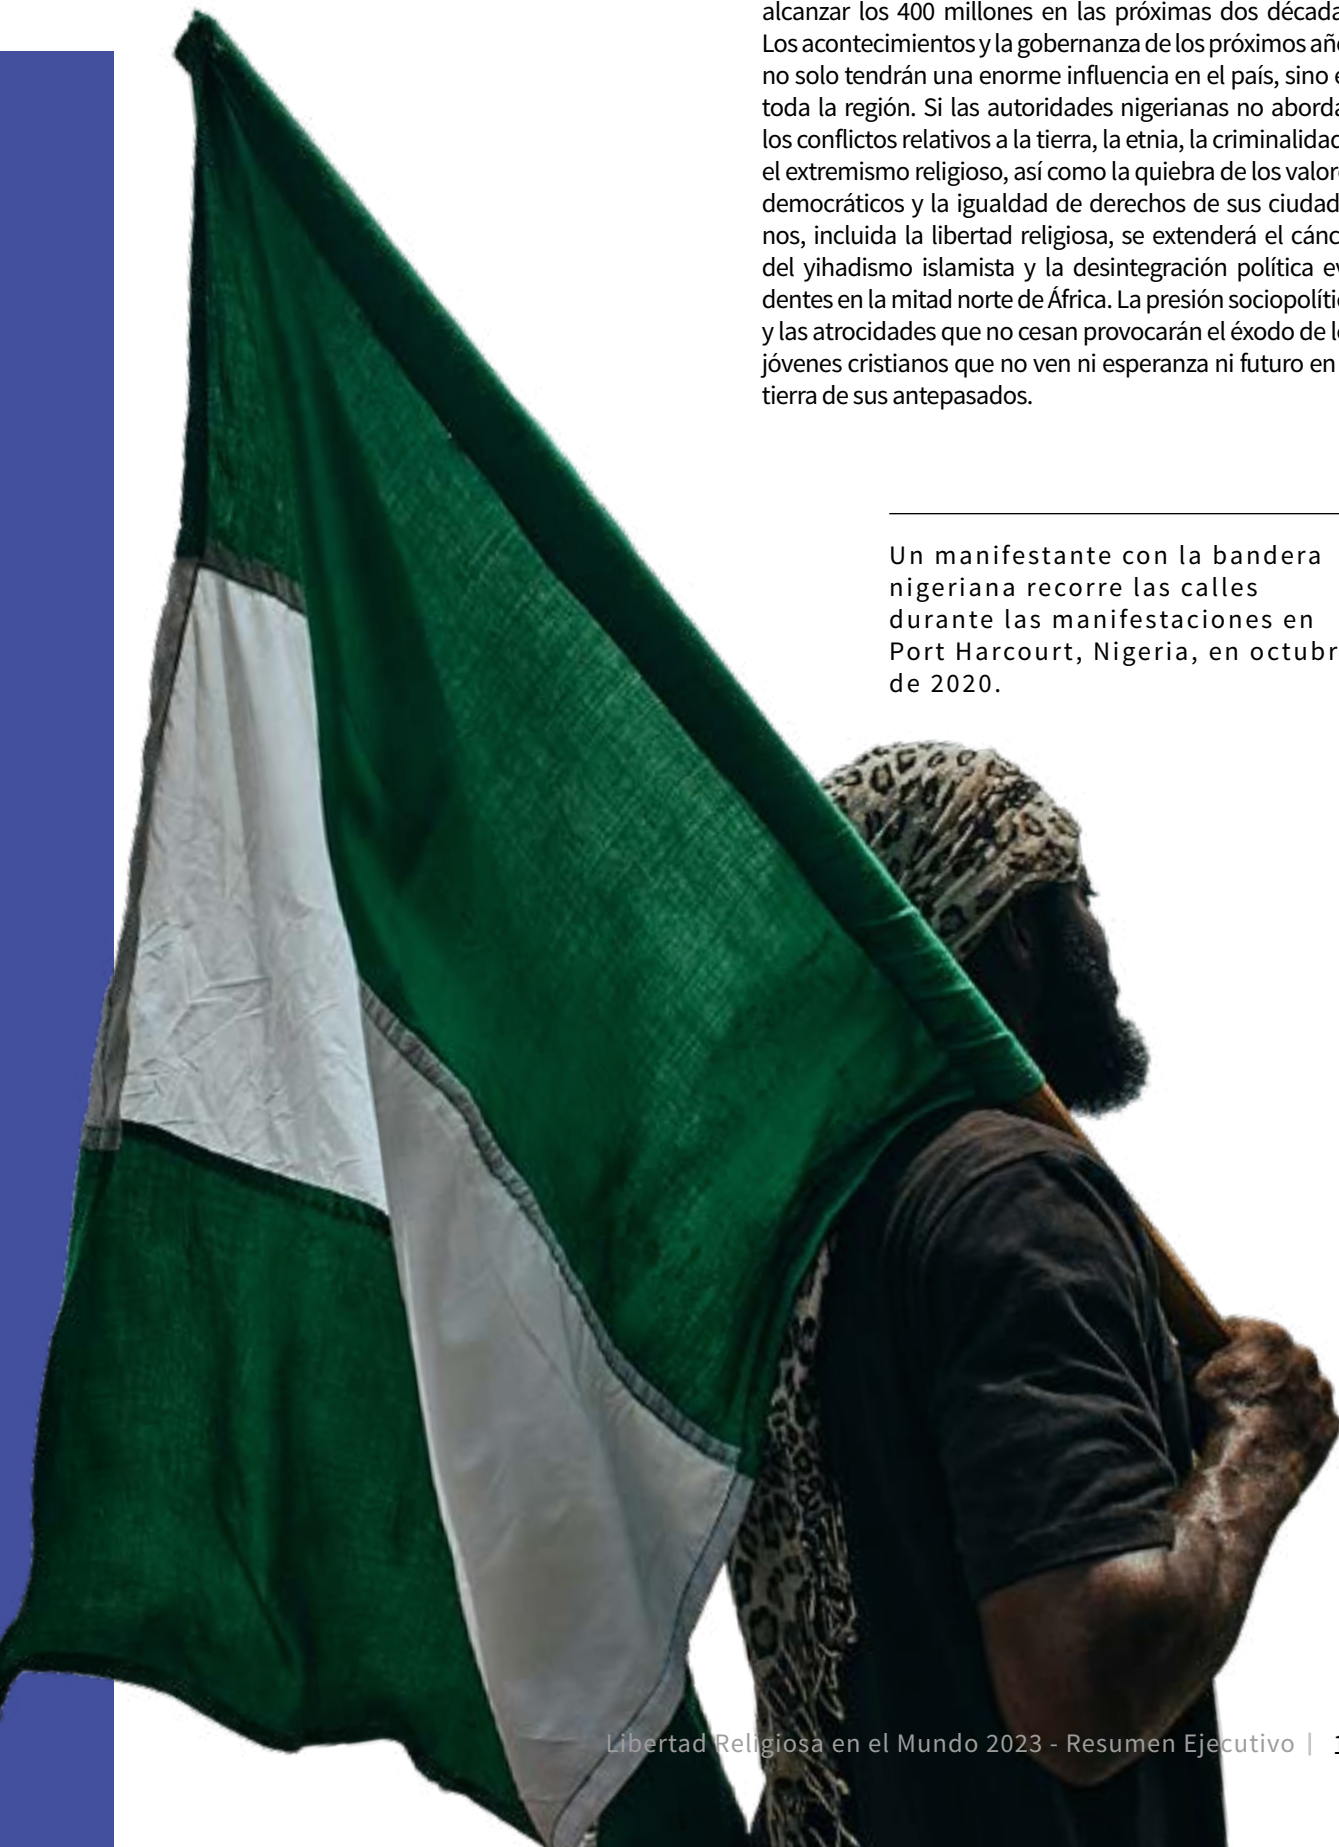 alcanzar los 400 millones en las próximas dos década
Los acontecimientos y la gobernanza de los próximos añ
no solo tendrán una enorme influencia en el país, sino e
toda la región. Si las autoridades nigerianas no aborda
los conflictos relativos a la tierra, la etnia, la criminalidad
el extremismo religioso, así como la quiebra de los valor
democráticos y la igualdad de derechos de sus ciudad
nos, incluida la libertad religiosa, se extenderá el cánc
del yihadismo islamista y la desintegración política ev
dentes en la mitad norte de África. La presión sociopolíti
y las atrocidades que no cesan provocarán el éxodo de l
jóvenes cristianos que no ven ni esperanza ni futuro en
tierra de sus antepasados.
Un manifestante con la bandera
nigeriana recorre las calles
durante las manifestaciones en
Port Harcourt, Nigeria, en octubr
de 2020.
Libertad Religiosa en el Mundo 2023 - Resumen Ejecutivo |